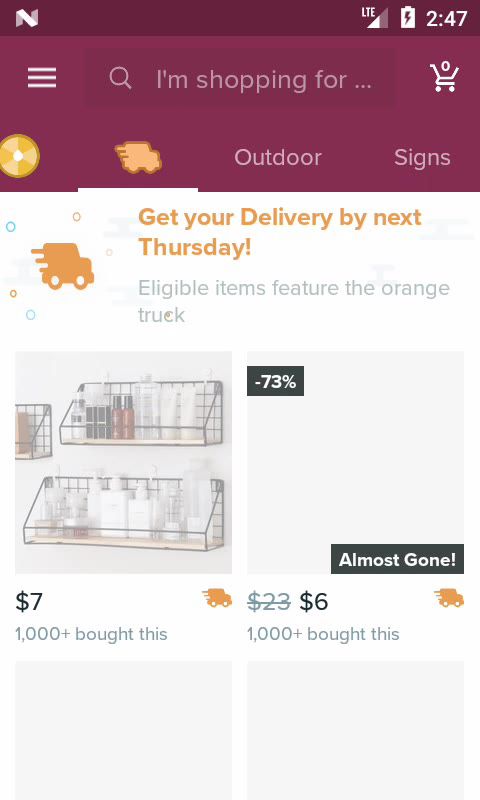 LTE 2:47
I'm shopping for ... 0
Outdoor Signs
Get your Delivery by next
Thursday!
Eligible items feature the orange
truck
-73%
Almost Gone!
$7 $23 $6
1,000+ bought this 1,000+ bought this